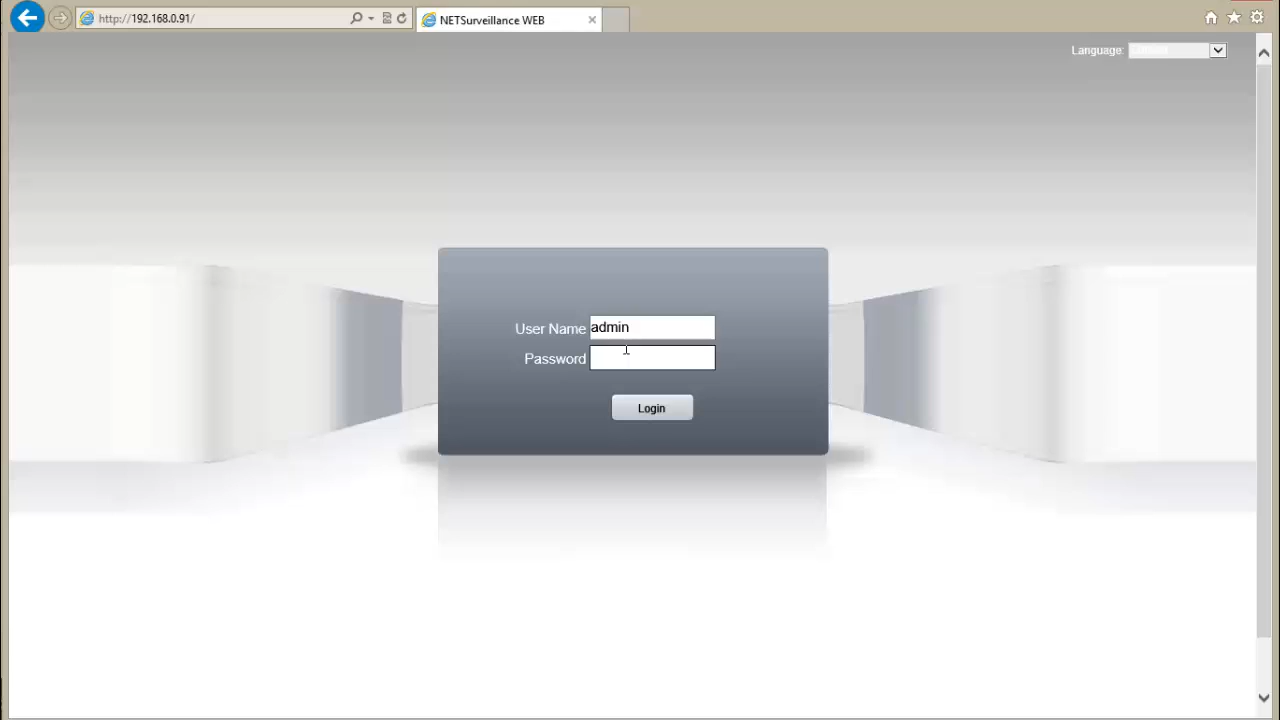 http://192.168.0.91/
NETSurveillance WEB
Language:
User Name admin
Password
Login